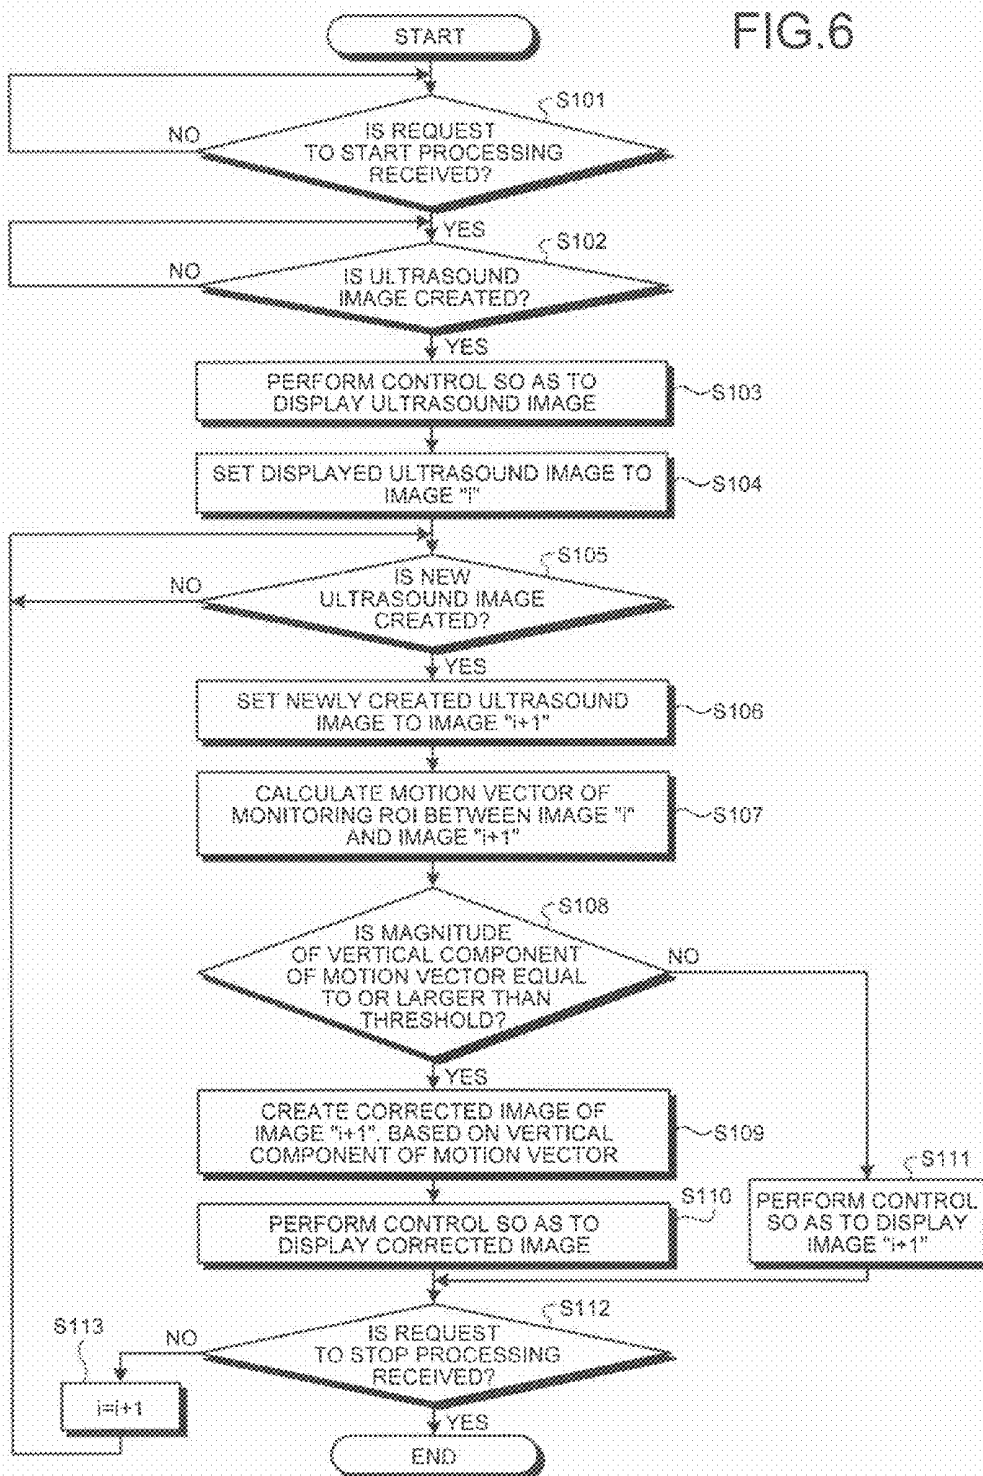 FIG.6
START
S101
IS REQUEST
TO START PROCESSING
RECEIVED?
NO
YES
S102
IS ULTRASOUND
IMAGE CREATED?
NO
YES
PERFORM CONTROL SO AS TO
DISPLAY ULTRASOUND IMAGE
S103
SET DISPLAYED ULTRASOUND IMAGE TO
IMAGE "i"
S104
S105
IS NEW
ULTRASOUND IMAGE
CREATED?
NO
YES
SET NEWLY CREATED ULTRASOUND
IMAGE TO IMAGE "i+1"
S106
CALCULATE MOTION VECTOR OF
MONITORING ROI BETWEEN IMAGE "i"
AND IMAGE "i+1"
S107
S108
IS MAGNITUDE
OF VERTICAL COMPONENT
OF MOTION VECTOR EQUAL
TO OR LARGER THAN
THRESHOLD?
NO
YES
CREATE CORRECTED IMAGE OF
IMAGE "i+1", BASED ON VERTICAL
COMPONENT OF MOTION VECTOR
S109
S110
PERFORM CONTROL SO AS TO
DISPLAY CORRECTED IMAGE
S111
PERFORM CONTROL
SO AS TO DISPLAY
IMAGE "i+1"
S112
IS REQUEST
TO STOP PROCESSING
RECEIVED?
NO
S113
i=i+1
YES
END